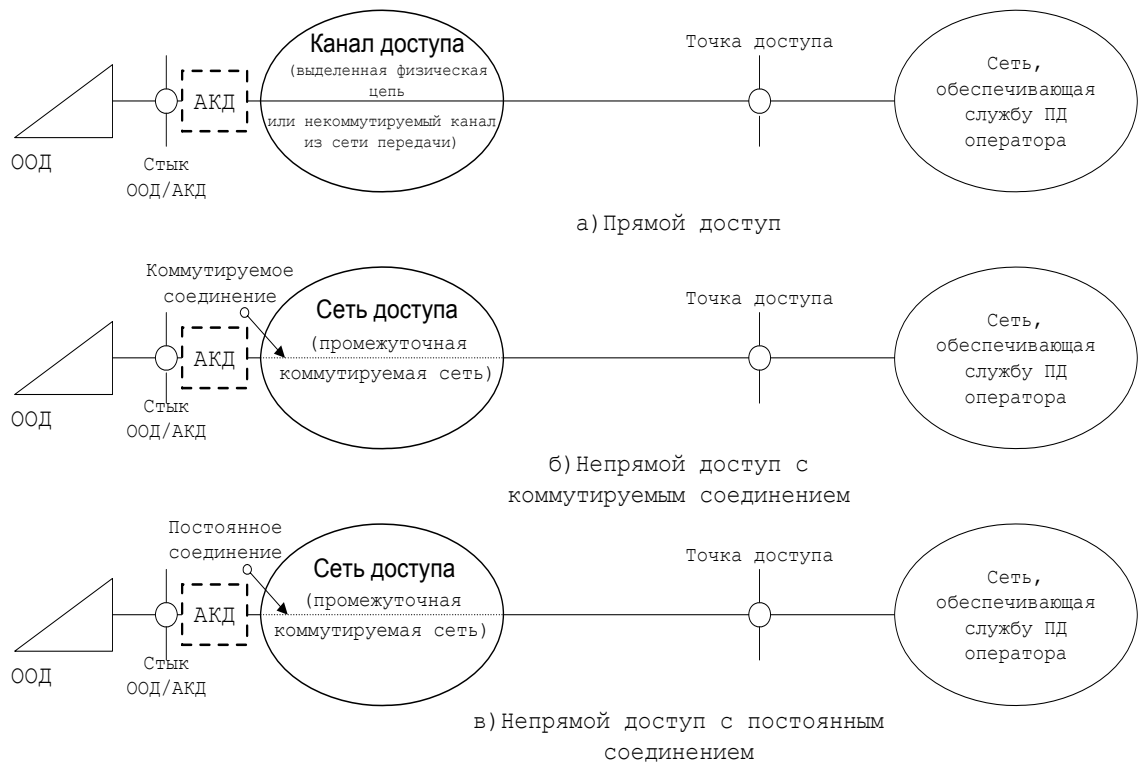 Канал доступа
(выделенная физическая
цепь
или некоммутируемый канал
из сети передачи)
АКД
ООД
Стык
ООД/АКД
Точка доступа
Сеть,
обеспечивающая
службу ПД
оператора
а)Прямой доступ
Коммутируемое
соединение
Сеть доступа
(промежуточная
коммутируемая сеть)
АКД
ООД
Стык
ООД/АКД
Точка доступа
Сеть,
обеспечивающая
службу ПД
оператора
б)Непрямой доступ с
коммутируемым соединением
Постоянное
соединение
Сеть доступа
(промежуточная
коммутируемая сеть)
АКД
ООД
Стык
ООД/АКД
Точка доступа
Сеть,
обеспечивающая
службу ПД
оператора
в)Непрямой доступ с постоянным
соединением